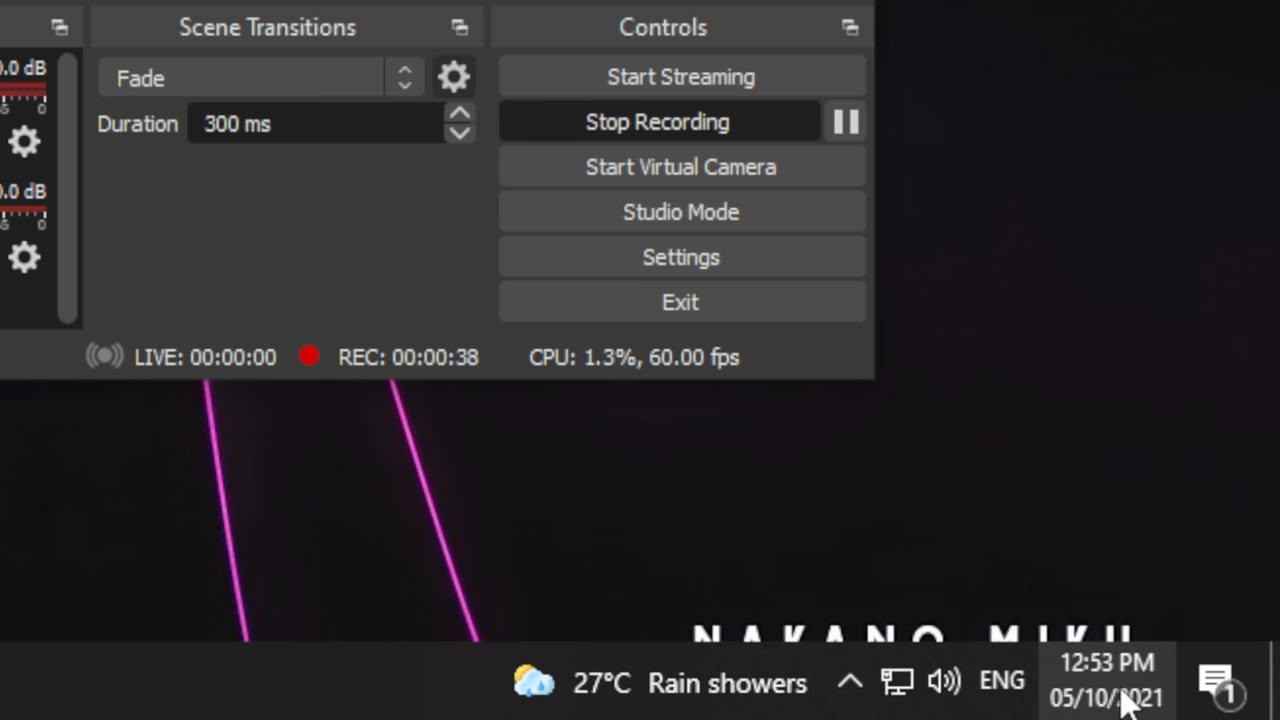 Scene Transitions
Controls
0.0 dB
Fade
Start Streaming
Duration 300 ms
Stop Recording
Start Virtual Camera
0.0 dB
Studio Mode
Settings
Exit
LIVE: 00:00:00 REC: 00:00:38 CPU: 1.3%, 60.00 fps
NAKANO MIKU
27°C Rain showers ENG 12:53 PM
05/10/2021
1